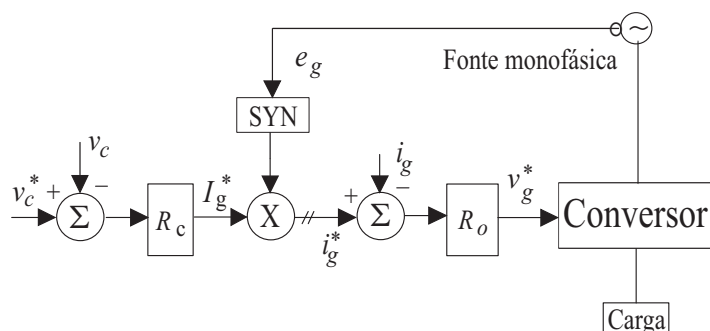 ~
e_g
Fonte monofásica
SYN
v_c
i_g
v_c^* + − Σ
R_c
I_g^*
X
i_g^*
+ − Σ
R_o
v_g^*
Conversor
Carga